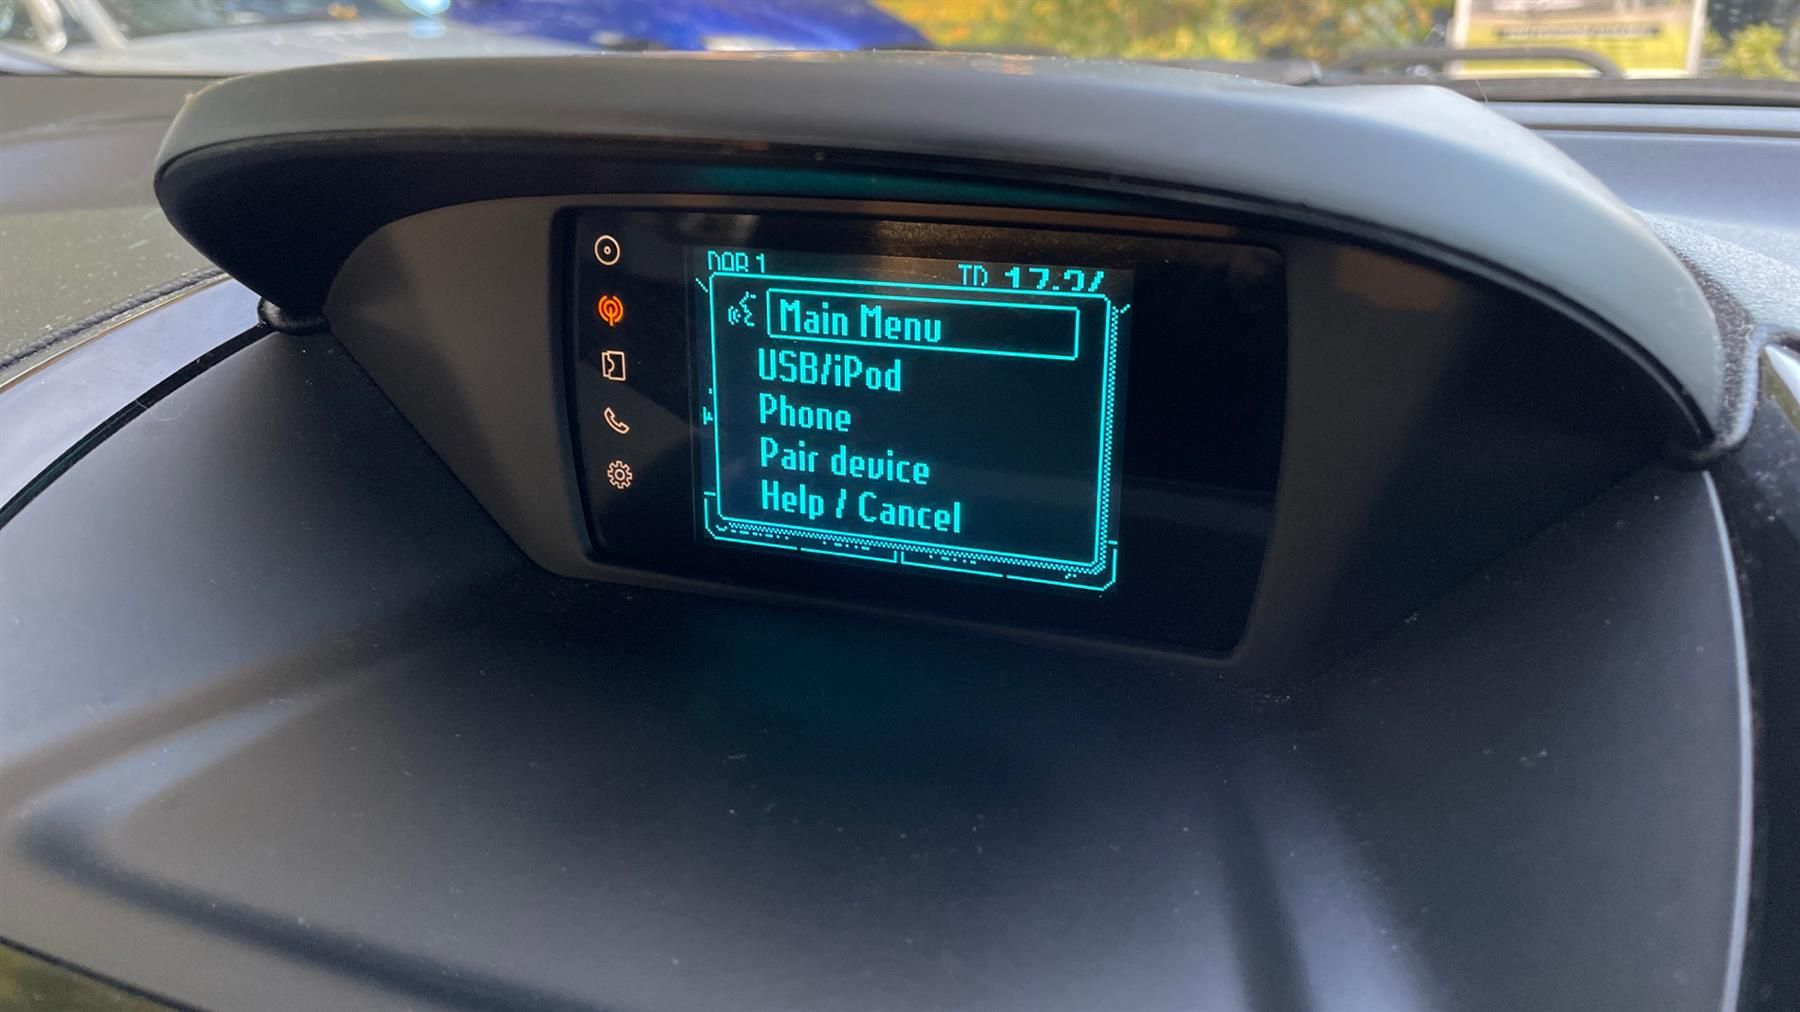 Main Menu
USB/iPod
Phone
Pair device
Help / Cancel